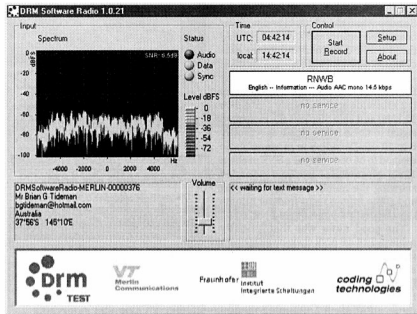 DRM Software Radio 1.0.21
Input
Spectrum
Status
dBFS
0
-20
-40
-60
-80
-100
SNR:
-4000 -2000 0 2000 4000
Hz
Audio
Data
Sync
Level dBFS
0
-18
-36
-54
-72
Time
UTC: 04:42:14
local: 14:42:14
Control
Start
Record
Setup
About
RNWB
English -- Information --- Audio AAC mono 14.5 kbps
no service
no service
no service
DRMSoftwareRadio-MERLIN-00000376
Mr Brian G Tideman
bgtideman@hotmail.com
Australia
37°56'S 145°10'E
Volume
<< waiting for text message >>
DRM
TEST
VT
Merlin
Communications
Fraunhofer
Institut
Integrierte Schaltungen
coding
technologies